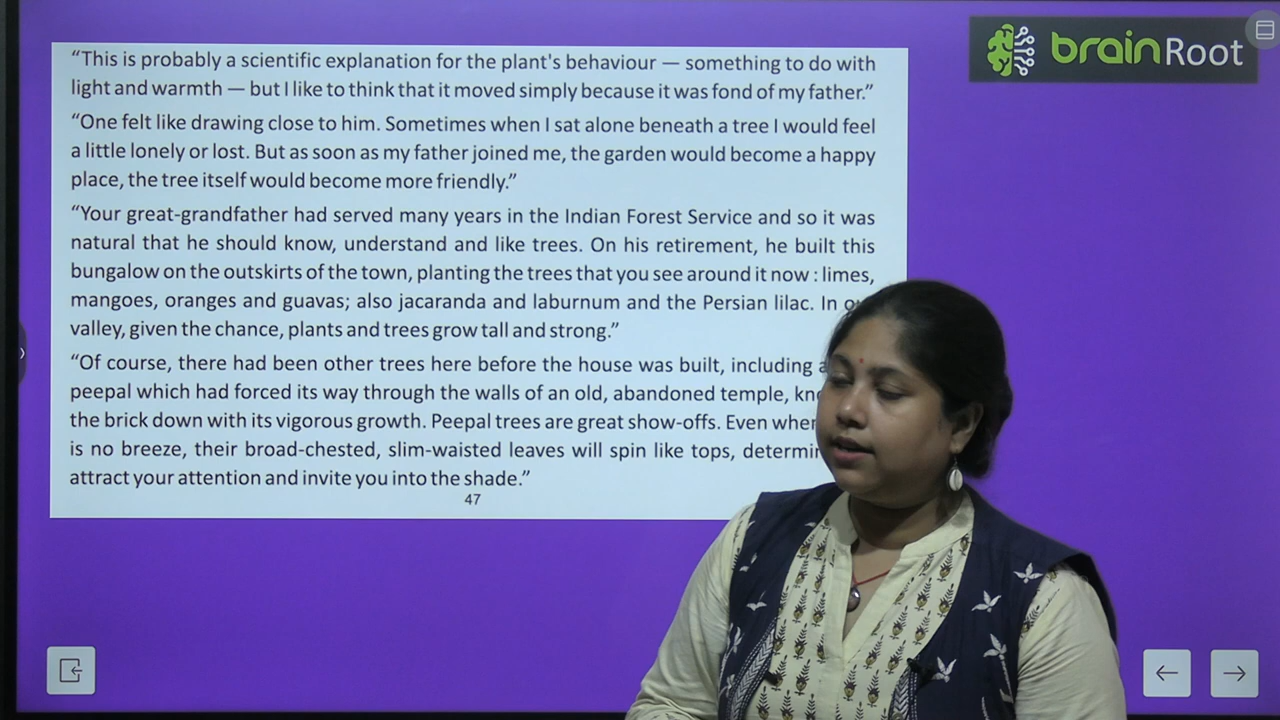 brainRoot
“This is probably a scientific explanation for the plant's behaviour — something to do with
light and warmth — but I like to think that it moved simply because it was fond of my father.”
“One felt like drawing close to him. Sometimes when I sat alone beneath a tree I would feel
a little lonely or lost. But as soon as my father joined me, the garden would become a happy
place, the tree itself would become more friendly.”
“Your great-grandfather had served many years in the Indian Forest Service and so it was
natural that he should know, understand and like trees. On his retirement, he built this
bungalow on the outskirts of the town, planting the trees that you see around it now : limes,
mangoes, oranges and guavas; also jacaranda and laburnum and the Persian lilac. In
valley, given the chance, plants and trees grow tall and strong.”
“Of course, there had been other trees here before the house was built, including
peepal which had forced its way through the walls of an old, abandoned temple,
the brick down with its vigorous growth. Peepal trees are great show-offs. Even
is no breeze, their broad-chested, slim-waisted leaves will spin like tops,
attract your attention and invite you into the shade.”
47